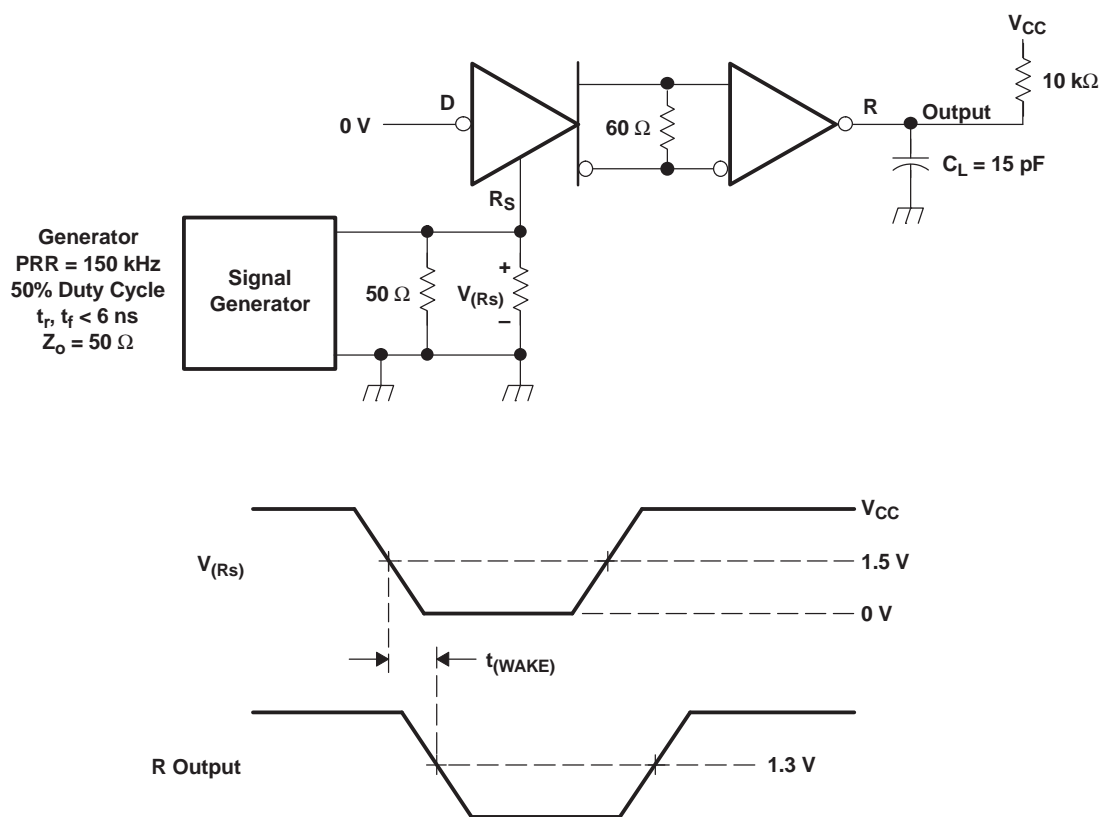 V_CC
10 kΩ
D
0 V
60 Ω
R
Output
C_L = 15 pF
R_S
Generator
PRR = 150 kHz
50% Duty Cycle
t_r, t_f < 6 ns
Z_o = 50 Ω
Signal
Generator
50 Ω
+
V_(Rs)
–
V_CC
V_(Rs)
1.5 V
0 V
t_(WAKE)
R Output
1.3 V